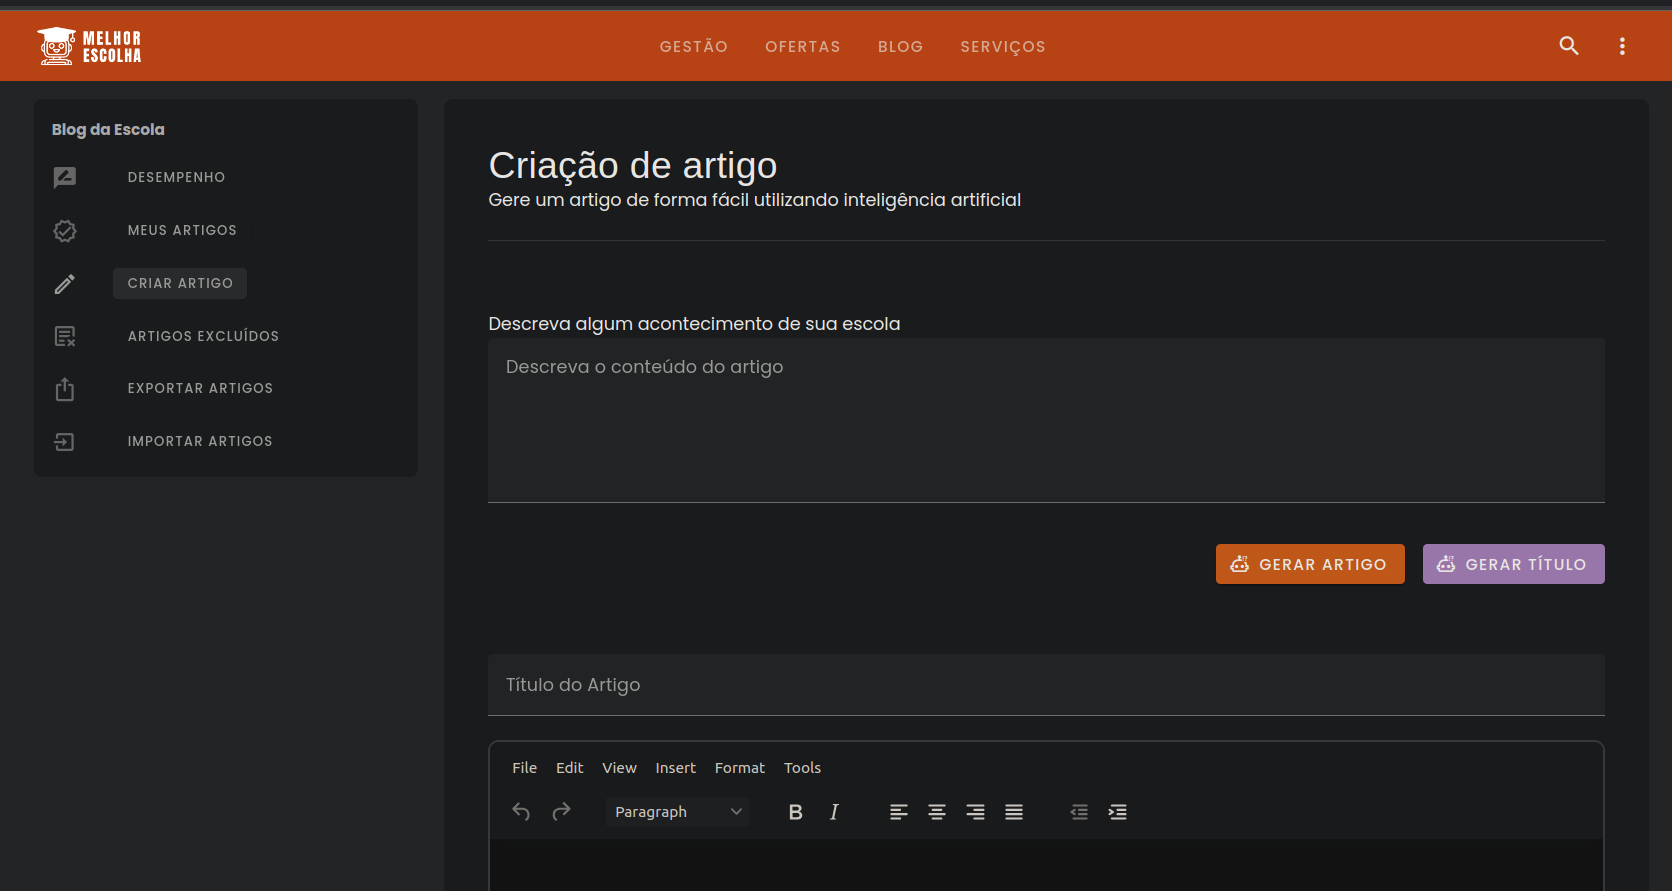 MELHOR
ESCOLHA
GESTÃO OFERTAS BLOG SERVIÇOS
Blog da Escola
DESEMPENHO
MEUS ARTIGOS
CRIAR ARTIGO
ARTIGOS EXCLUÍDOS
EXPORTAR ARTIGOS
IMPORTAR ARTIGOS
Criação de artigo
Gere um artigo de forma fácil utilizando inteligência artificial
Descreva algum acontecimento de sua escola
Descreva o conteúdo do artigo
GERAR ARTIGO GERAR TÍTULO
Título do Artigo
File Edit View Insert Format Tools
Paragraph B I